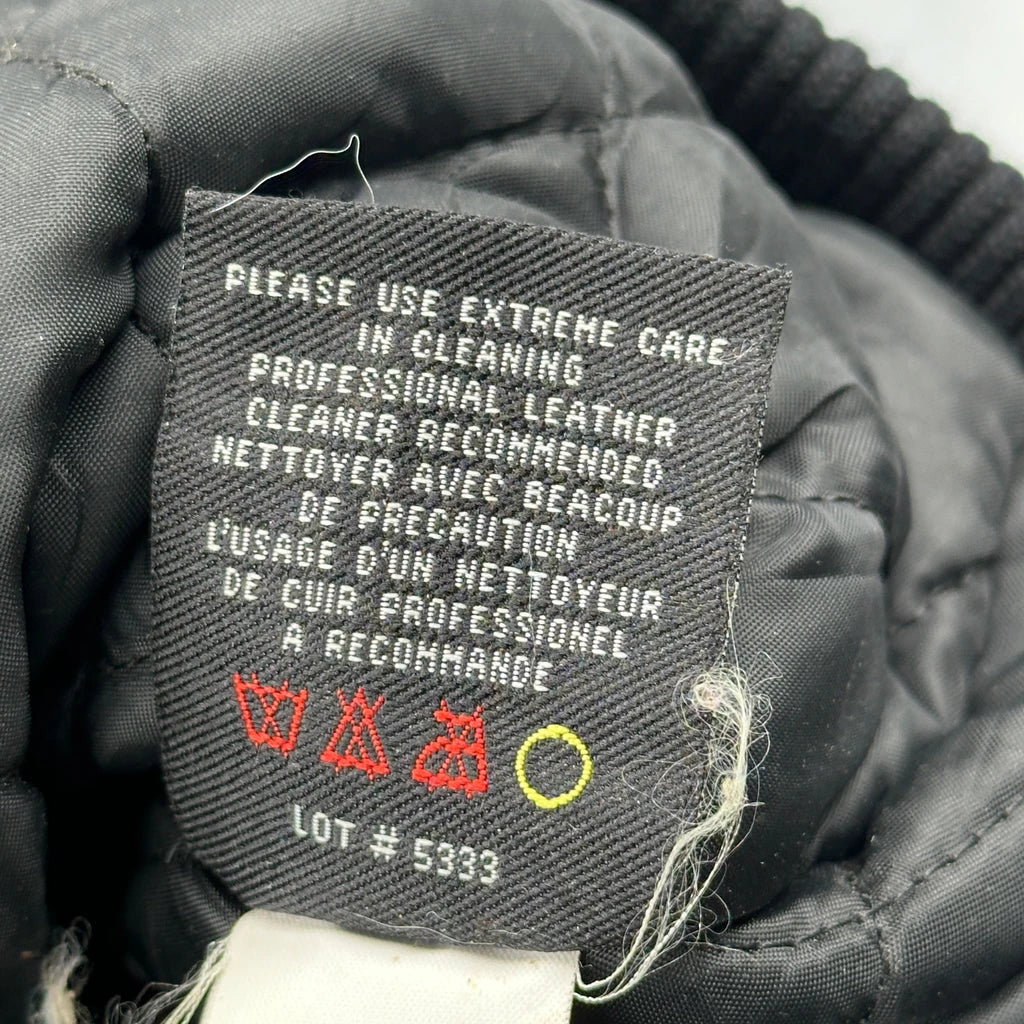 PLEASE USE EXTREME CARE
IN CLEANING
PROFESSIONAL LEATHER
CLEANER RECOMMENDED
NETTOYER AVEC BEACOUP
DE PRECAUTION
L'USAGE D'UN NETTOYEUR
DE CUIR PROFESSIONEL
A RECOMMANDE
LOT # 5333